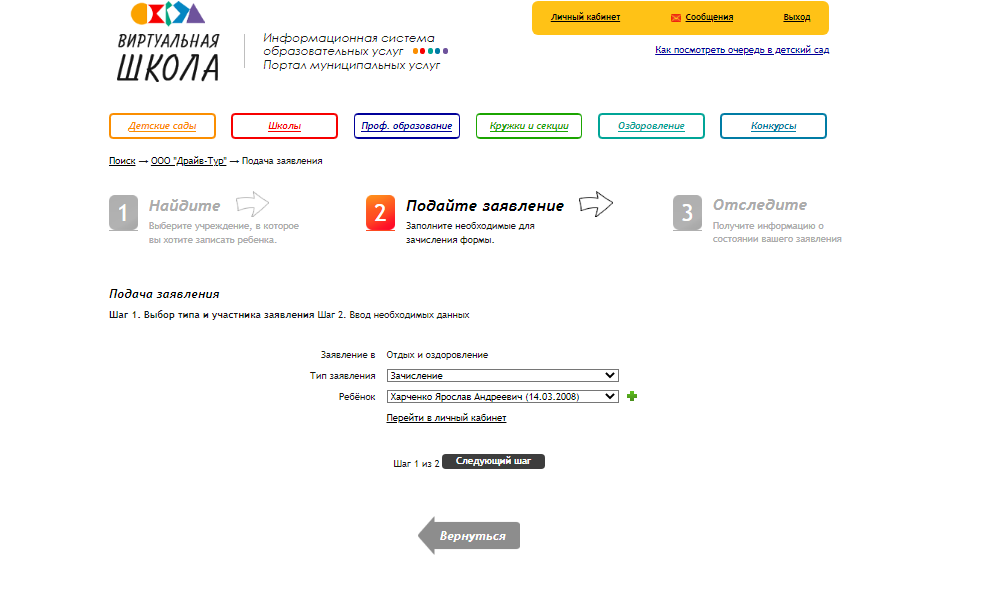 ВИРТУАЛЬНАЯ
ШКОЛА
Информационная система
образовательных услуг
Портал муниципальных услуг
Личный кабинет Сообщения Выход
Как посмотреть очередь в детский сад
Детские сады Школы Проф. образование Кружки и секции Оздоровление Конкурсы
Поиск → ООО "Драйв-Тур" → Подача заявления
1 Найдите
Выберите учреждение, в которое
вы хотите записать ребенка.
2 Подайте заявление
Заполните необходимые для
зачисления формы.
3 Отследите
Получите информацию о
состоянии вашего заявления
Подача заявления
Шаг 1. Выбор типа и участника заявления Шаг 2. Ввод необходимых данных
Заявление в Отдых и оздоровление
Тип заявления Зачисление
Ребёнок Харченко Ярослав Андреевич (14.03.2008)
Перейти в личный кабинет
Шаг 1 из 2 Следующий шаг
Вернуться